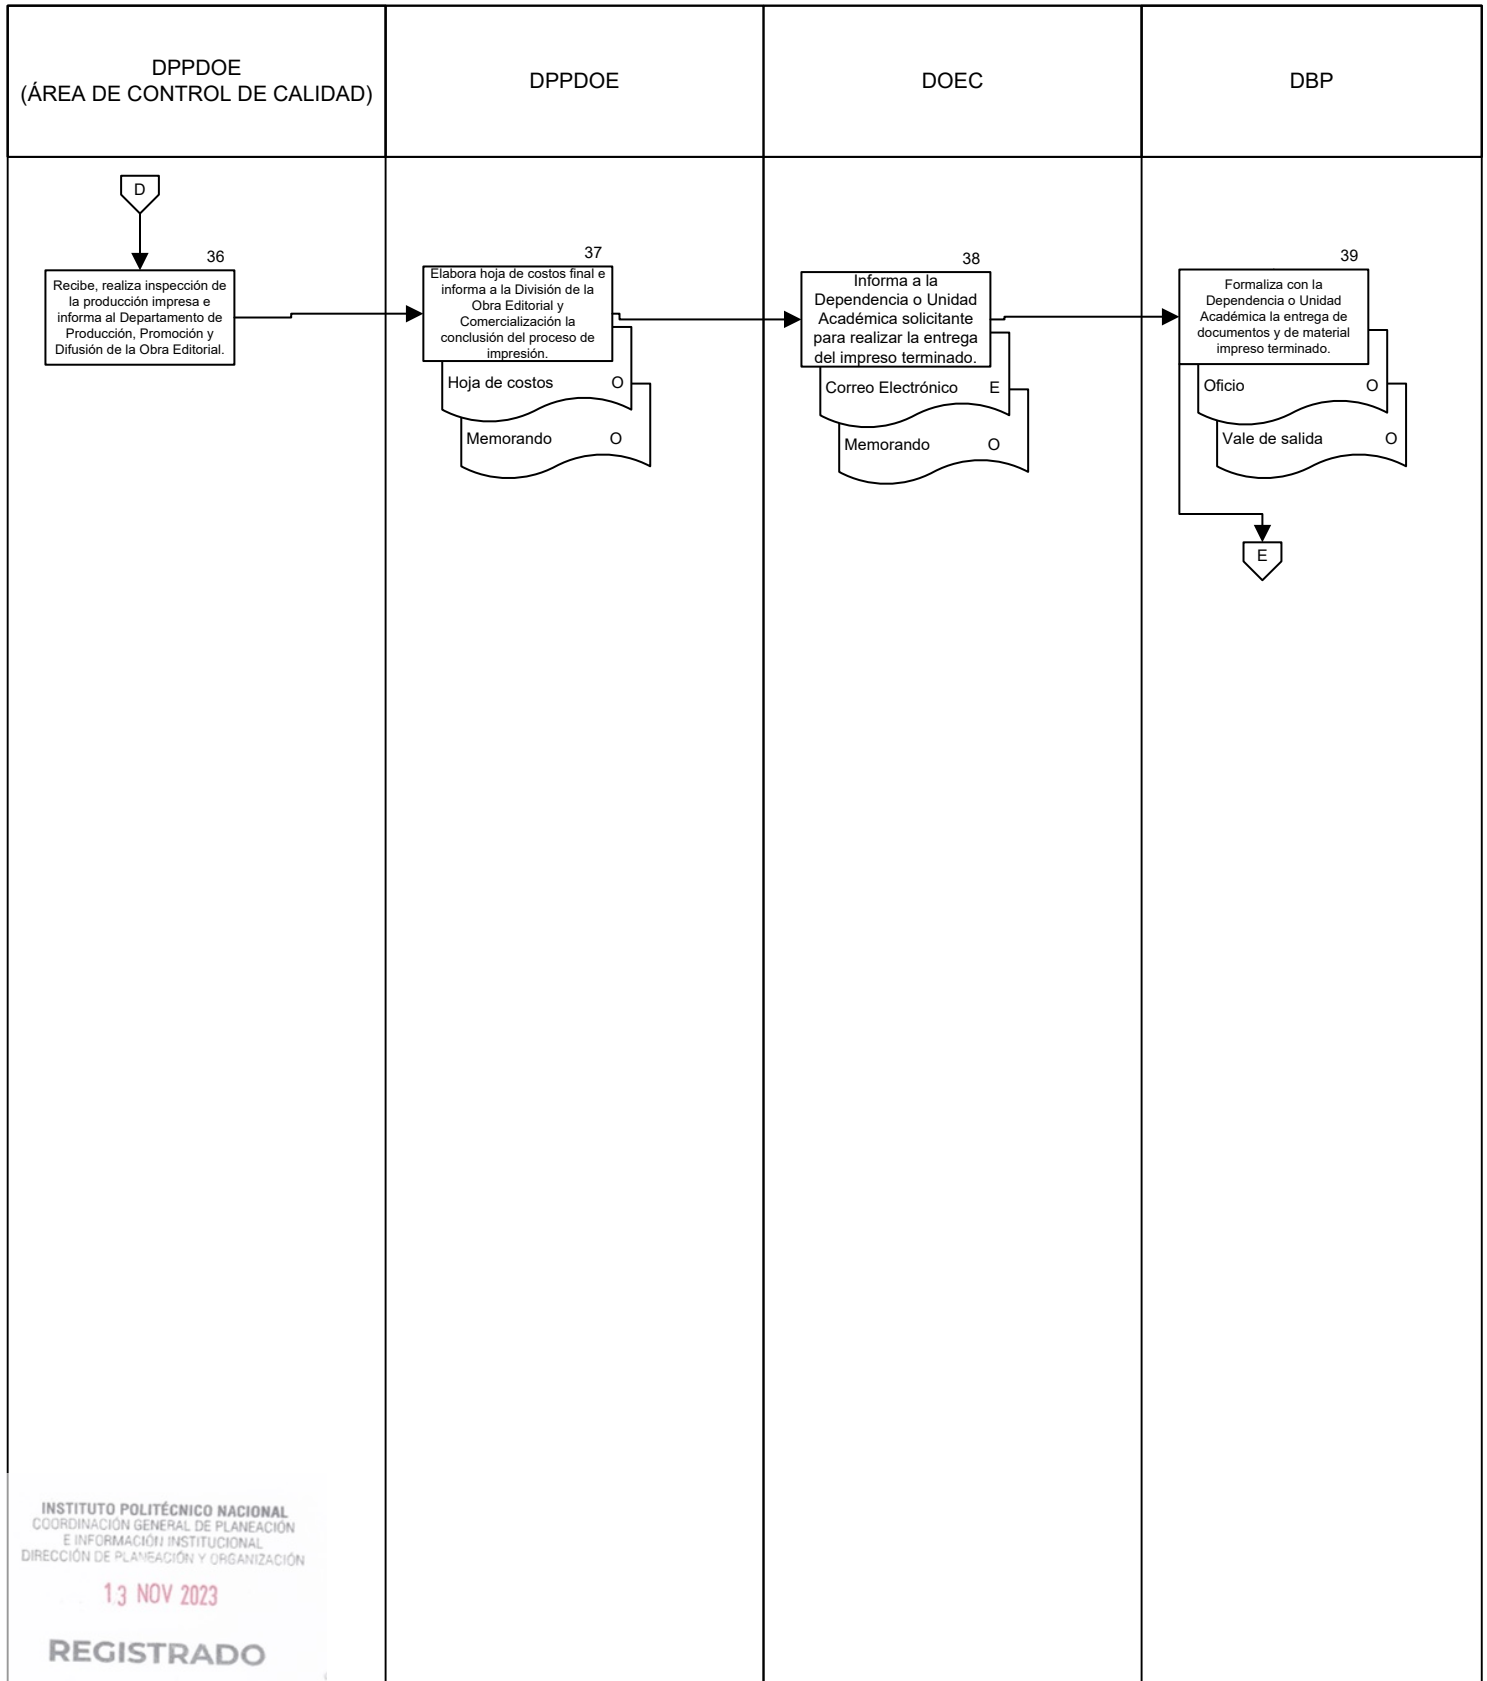 DPPDOE
(ÁREA DE CONTROL DE CALIDAD)
DPPDOE
DOEC
DBP
D
36
Recibe, realiza inspección de
la producción impresa e
informa al Departamento de
Producción, Promoción y
Difusión de la Obra Editorial.
37
Elabora hoja de costos final e
informa a la División de la
Obra Editorial y
Comercialización la
conclusión del proceso de
impresión.
Hoja de costos O
Memorando O
38
Informa a la
Dependencia o Unidad
Académica solicitante
para realizar la entrega
del impreso terminado.
Correo Electrónico E
Memorando O
39
Formaliza con la
Dependencia o Unidad
Académica la entrega de
documentos y de material
impreso terminado.
Oficio O
Vale de salida O
E
INSTITUTO POLITÉCNICO NACIONAL
COORDINACIÓN GENERAL DE PLANEACIÓN
E INFORMACIÓN INSTITUCIONAL
DIRECCIÓN DE PLANEACIÓN Y ORGANIZACIÓN
13 NOV 2023
REGISTRADO